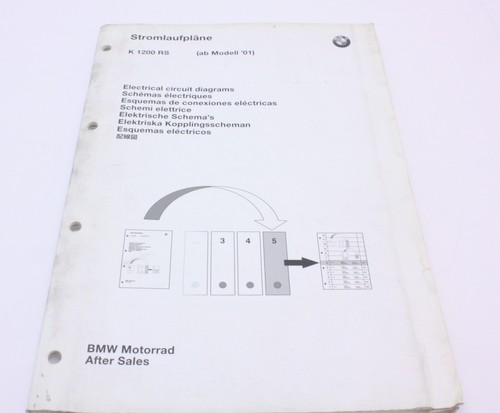 Stromlaufpläne
K 1200 RS (ab Modell '01)
Electrical circuit diagrams
Schémas électriques
Esquemas de conexiones eléctricas
Schemi elettrice
Elektrische Schema's
Elektriska Kopplingsscheman
Esquemas eléctricos
配線図
3 4 5
BMW Motorrad
After Sales